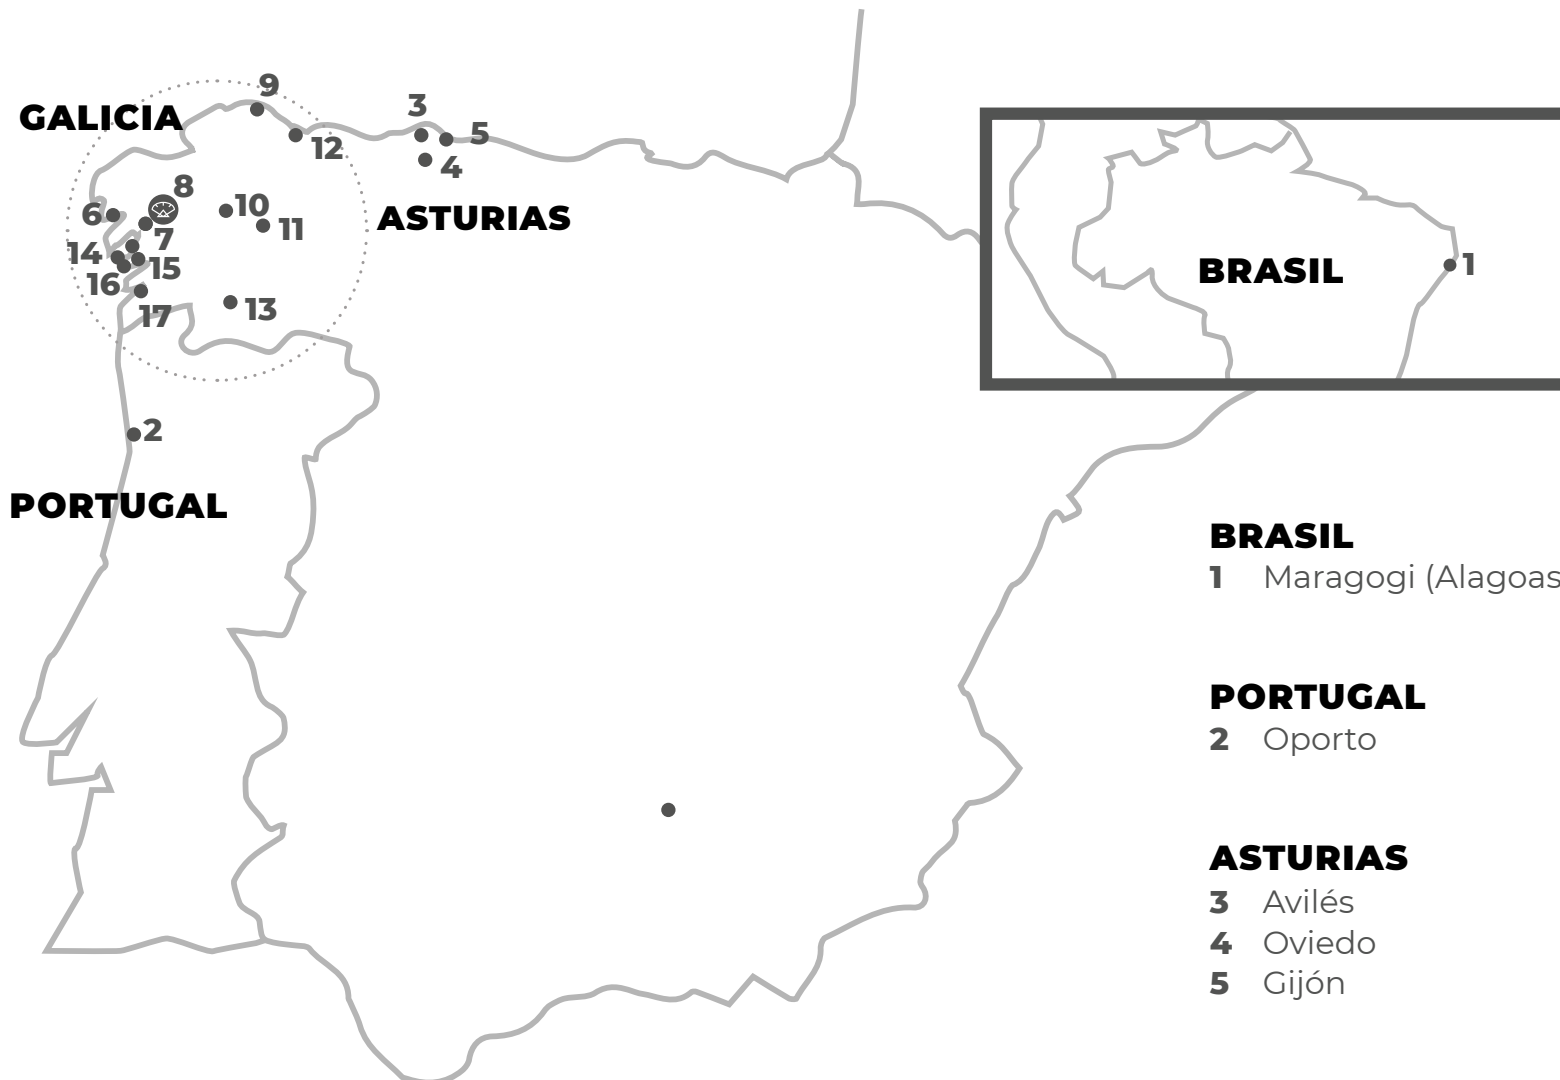 9
GALICIA
3
5
12
4
8
6
10
11
ASTURIAS
7
14
15
16
13
17
BRASIL
1
2
PORTUGAL
BRASIL
1 Maragogi (Alagoas
PORTUGAL
2 Oporto
ASTURIAS
3 Avilés
4 Oviedo
5 Gijón